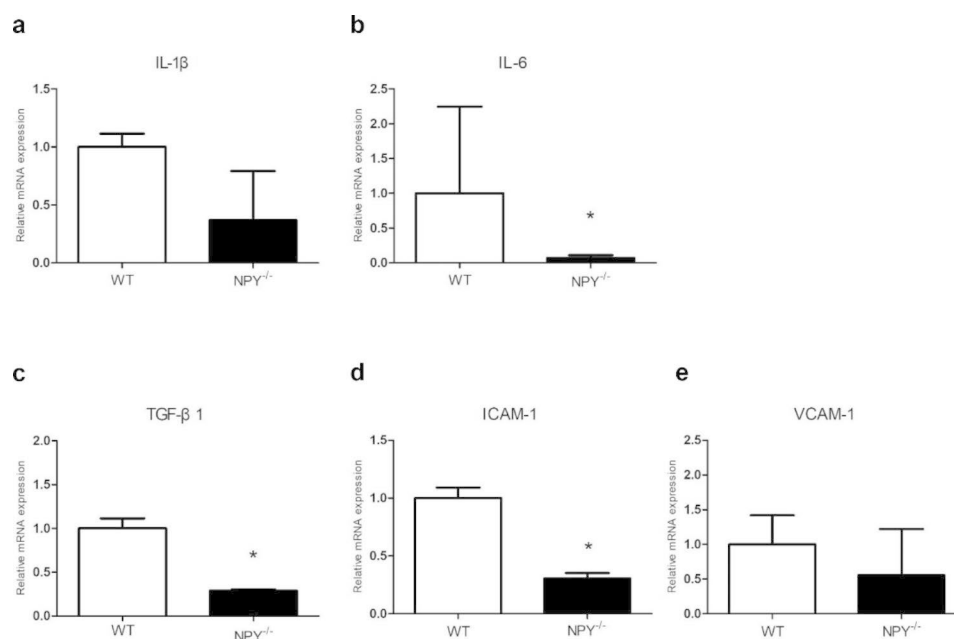 a
IL-1β
Relative mRNA expression
1.5
1.0
0.5
0.0
WT
NPY-/-
b
IL-6
Relative mRNA expression
2.5
2.0
1.5
1.0
0.5
0.0
*
WT
NPY-/-
c
TGF-β 1
Relative mRNA expression
2.0
1.5
1.0
0.5
0.0
*
WT
NPY-/-
d
ICAM-1
Relative mRNA expression
1.5
1.0
0.5
0.0
*
WT
NPY-/-
e
VCAM-1
Relative mRNA expression
2.5
2.0
1.5
1.0
0.5
0.0
WT
NPY-/-